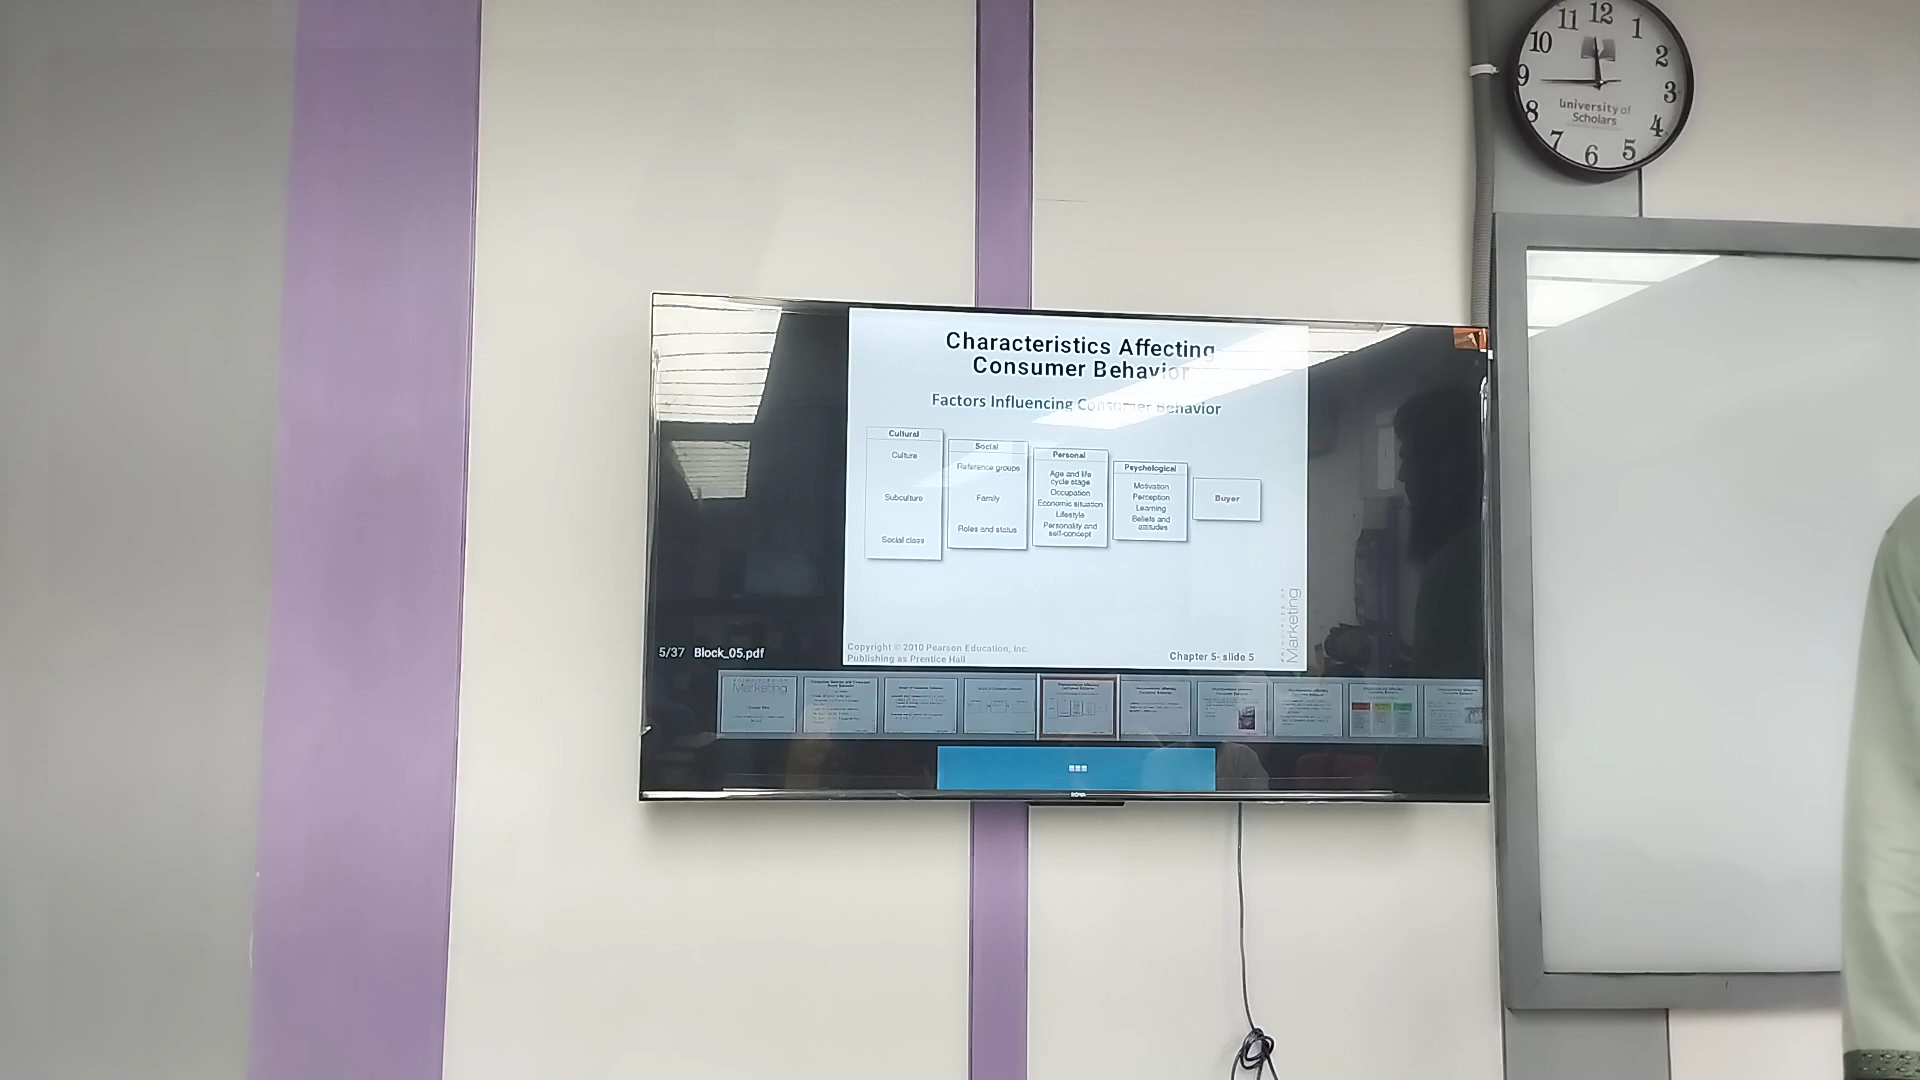 11 12 1
10 2
9 3
8 4
7 6 5
University of
Scholars
Characteristics Affecting
Consumer Behavior
Factors Influencing Consumer Behavior
Cultural
Culture
Subculture
Social class
Social
Reference groups
Family
Roles and status
Personal
Age and life
cycle stage
Occupation
Economic situation
Lifestyle
Personality and
self-concept
Psychological
Motivation
Perception
Learning
Beliefs and
attitudes
Buyer
PRINCIPLES OF
Marketing
Copyright © 2010 Pearson Education, Inc.
Publishing as Prentice Hall
Chapter 5- slide 5
5/37 Block_05.pdf
Marketing